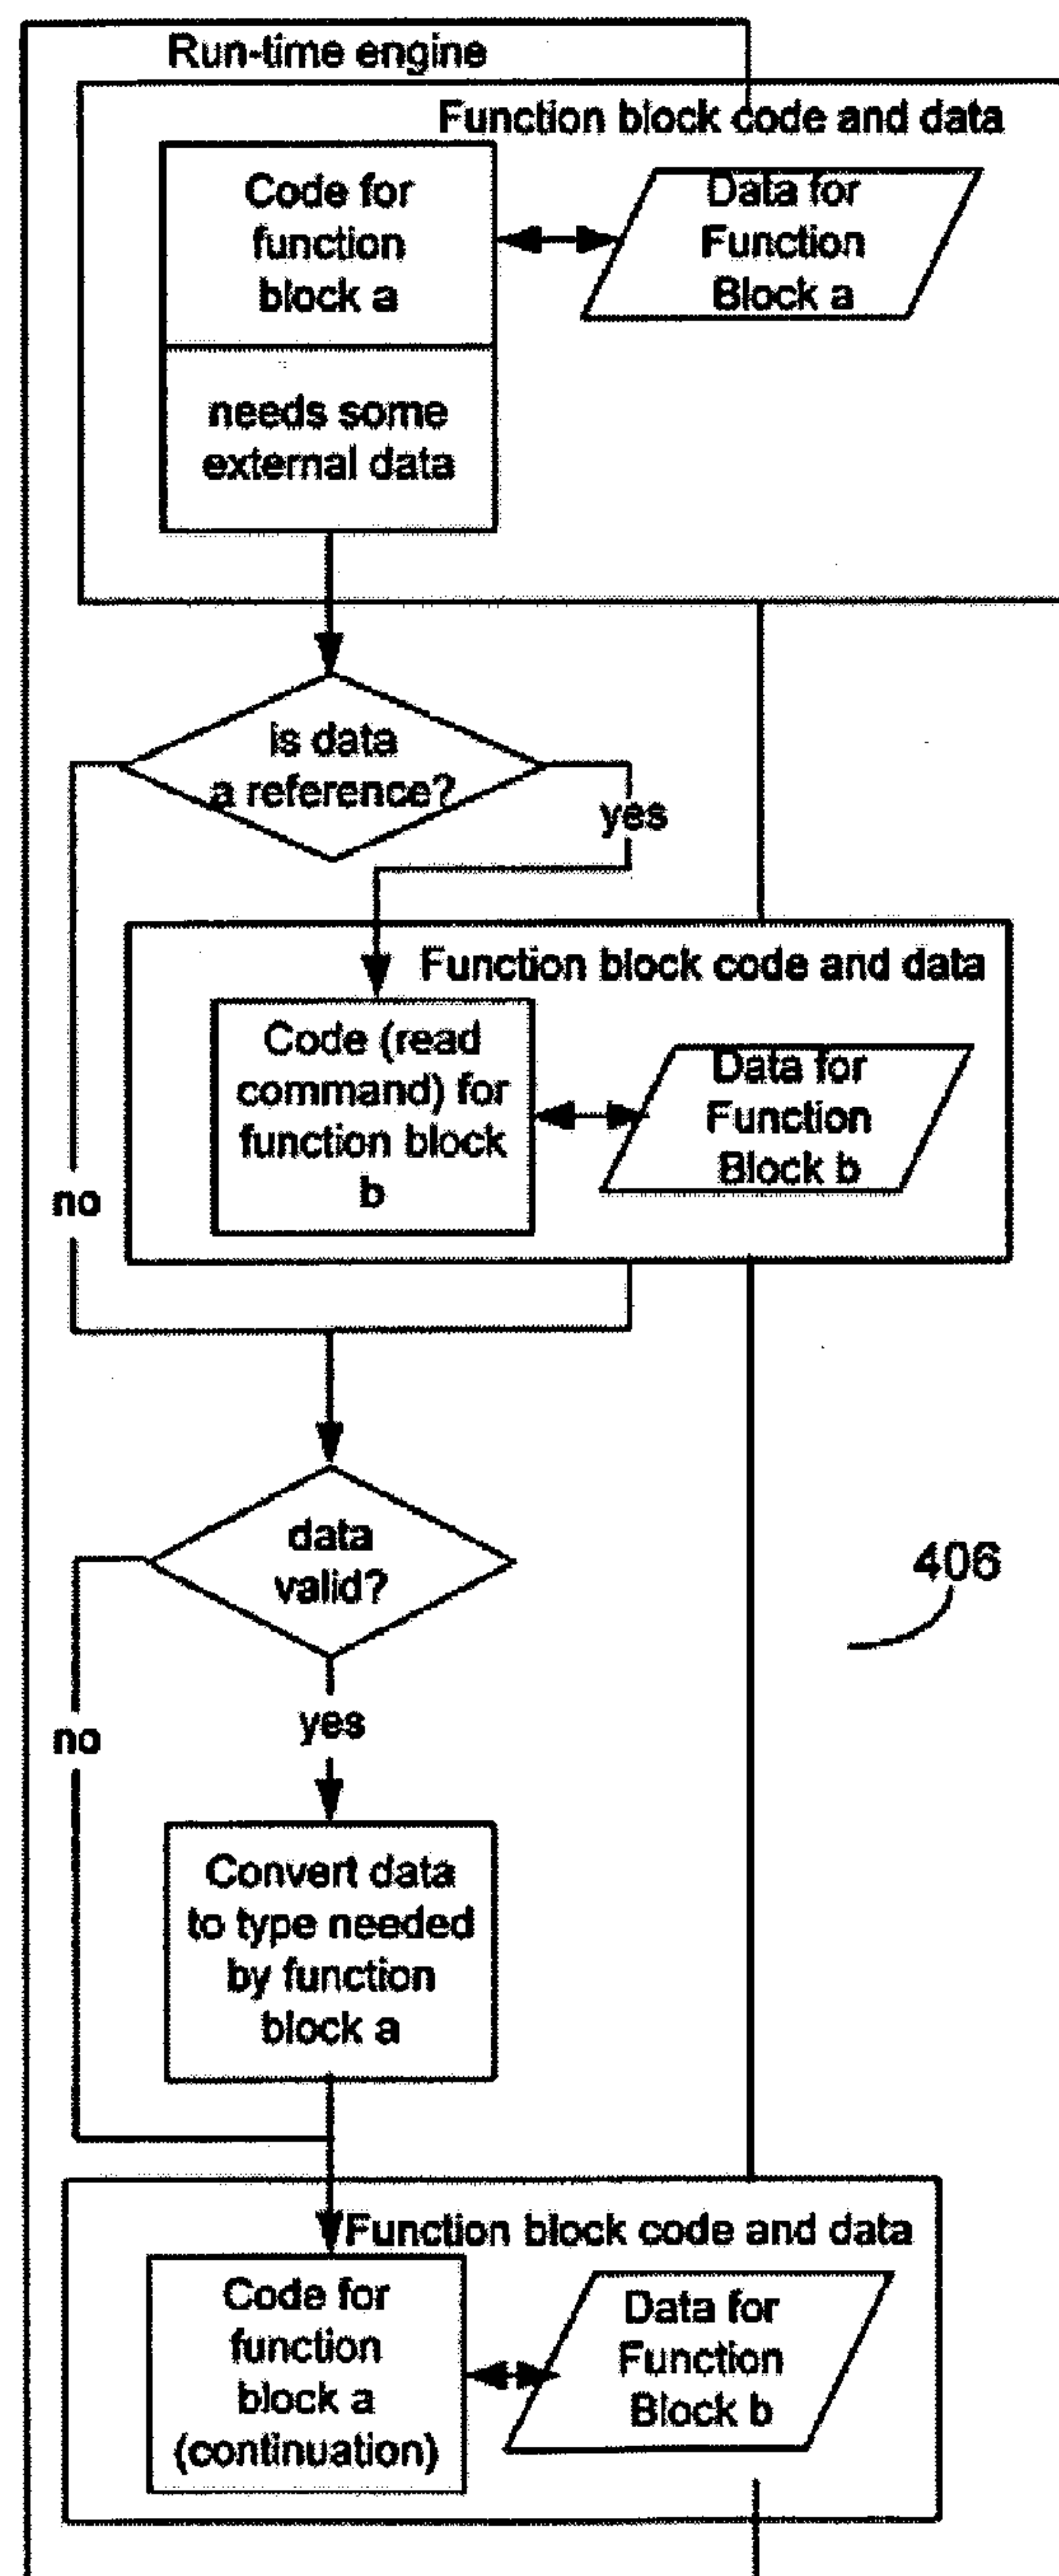 Run-time engine
Function block code and data
Code for
function
block a
Data for
Function
Block a
needs some
external data
is data
a reference?
yes
Function block code and data
Code (read
command) for
function block
b
Data for
Function
Block b
no
data
valid?
406
no
yes
Convert data
to type needed
by function
block a
Function block code and data
Code for
function
block a
(continuation)
Data for
Function
Block b